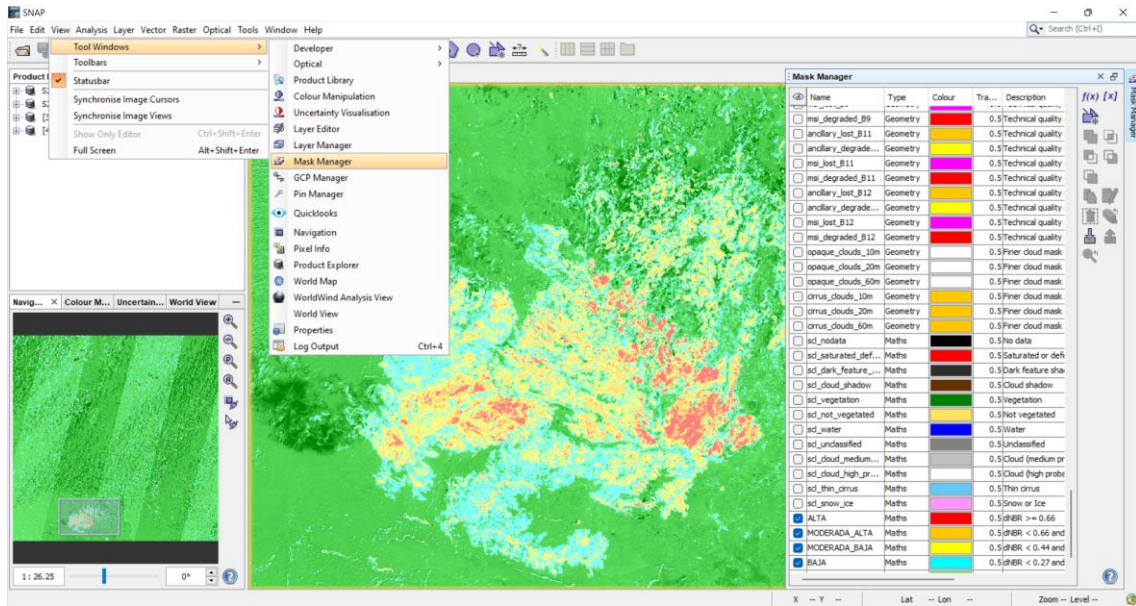 SNAP
File Edit View Analysis Layer Vector Raster Optical Tools Window Help
Search (Ctrl+I)
Tool Windows
Toolbars
Statusbar
Synchronise Image Cursors
Synchronise Image Views
Show Only Editor Ctrl+Shift+Enter
Full Screen Alt+Shift+Enter
Developer
Optical
Product Library
Colour Manipulation
Uncertainty Visualisation
Layer Editor
Layer Manager
Mask Manager
GCP Manager
Pin Manager
Quicklooks
Navigation
Pixel Info
Product Explorer
World Map
WorldWind Analysis View
World View
Properties
Log Output Ctrl+4
Navig... Colour M... Uncertain... World View
1: 26.25 0°
Mask Manager
Name Type Colour Tra... Description
msi_degraded_B9 Geometry 0.5 Technical quality
ancillary_lost_B11 Geometry 0.5 Technical quality
ancillary_degrade... Geometry 0.5 Technical quality
msi_lost_B11 Geometry 0.5 Technical quality
msi_degraded_B11 Geometry 0.5 Technical quality
ancillary_lost_B12 Geometry 0.5 Technical quality
ancillary_degrade... Geometry 0.5 Technical quality
msi_lost_B12 Geometry 0.5 Technical quality
msi_degraded_B12 Geometry 0.5 Technical quality
opaque_clouds_10m Geometry 0.5 Finer cloud mask
opaque_clouds_20m Geometry 0.5 Finer cloud mask
opaque_clouds_60m Geometry 0.5 Finer cloud mask
cirrus_clouds_10m Geometry 0.5 Finer cloud mask
cirrus_clouds_20m Geometry 0.5 Finer cloud mask
cirrus_clouds_60m Geometry 0.5 Finer cloud mask
scl_nodata Maths 0.5 No data
scl_saturated_def... Maths 0.5 Saturated or defe
scl_dark_feature_... Maths 0.5 Dark feature shad
scl_cloud_shadow Maths 0.5 Cloud shadow
scl_vegetation Maths 0.5 Vegetation
scl_not_vegetated Maths 0.5 Not vegetated
scl_water Maths 0.5 Water
scl_unclassified Maths 0.5 Unclassified
scl_cloud_medium... Maths 0.5 Cloud (medium pr
scl_cloud_high_pr... Maths 0.5 Cloud (high proba
scl_thin_cirrus Maths 0.5 Thin cirrus
scl_snow_ice Maths 0.5 Snow or Ice
ALTA Maths 0.5 dNBR >= 0.66
MODERADA_ALTA Maths 0.5 dNBR < 0.66 and
MODERADA_BAJA Maths 0.5 dNBR < 0.44 and
BAJA Maths 0.5 dNBR < 0.27 and
f(x) [x]
Mask Manager
X -- Y -- Lat -- Lon -- Zoom -- Level --